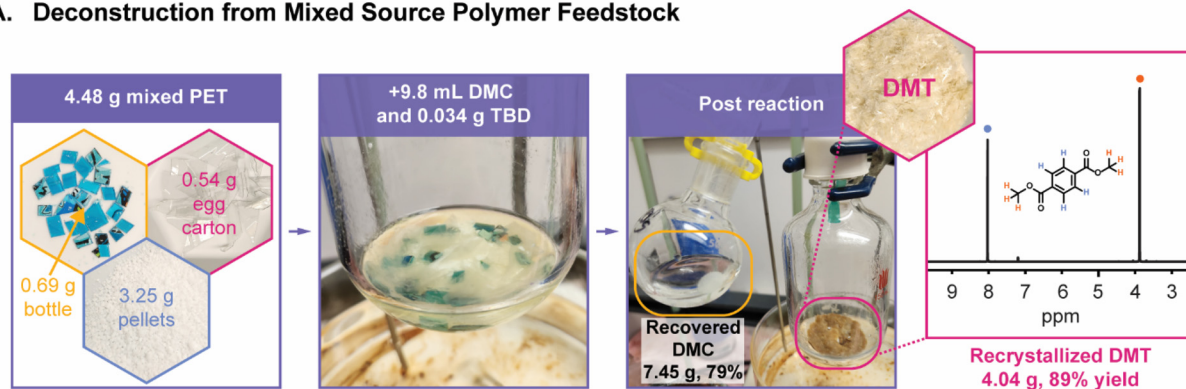 A. Deconstruction from Mixed Source Polymer Feedstock
4.48 g mixed PET
0.54 g
egg
carton
0.69 g
bottle
3.25 g
pellets
+9.8 mL DMC
and 0.034 g TBD
Post reaction
Recovered
DMC
7.45 g, 79%
DMT
H
H
H
H
H
H
H
H
H
H
O
O
O
O
9 8 7 6 5 4 3
ppm
Recrystallized DMT
4.04 g, 89% yield